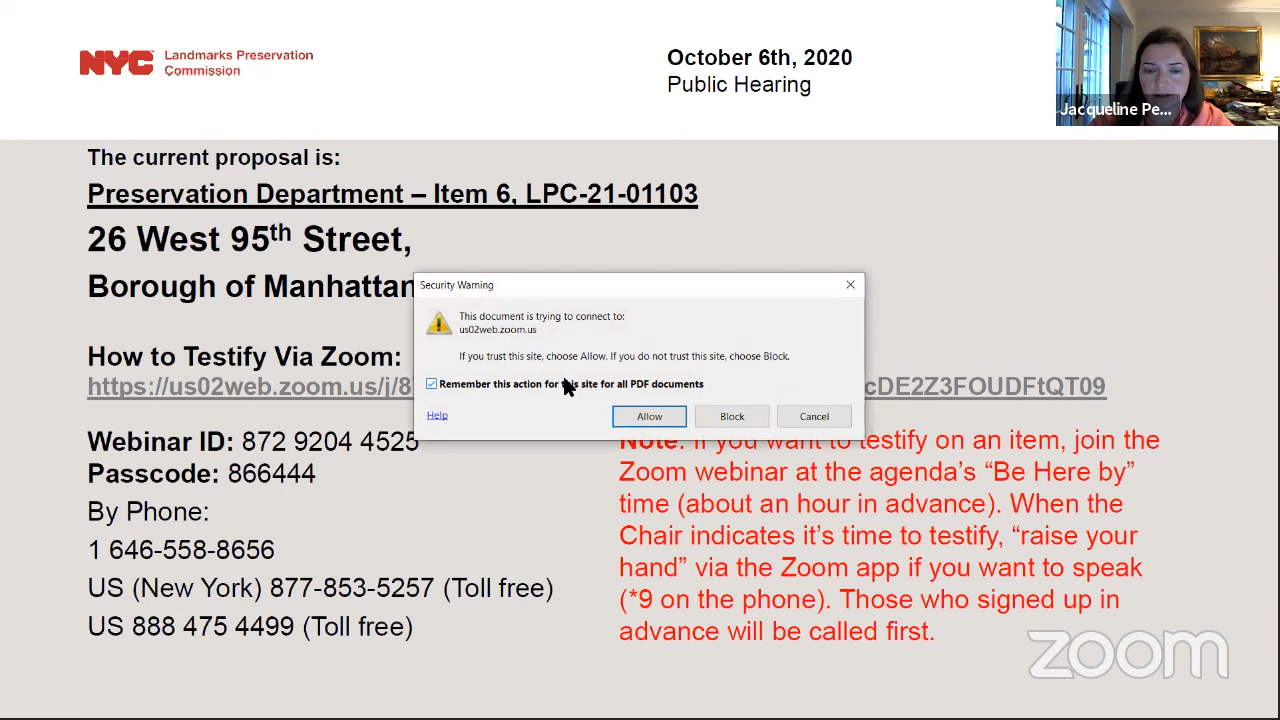 NYC Landmarks Preservation
Commission
October 6th, 2020
Public Hearing
Jacqueline Pe...
The current proposal is:
Preservation Department – Item 6, LPC-21-01103
26 West 95th Street,
Borough of Manhattan
Security Warning
This document is trying to connect to:
us02web.zoom.us
If you trust this site, choose Allow. If you do not trust this site, choose Block.
Remember this action for this site for all PDF documents
Help
Allow
Block
Cancel
How to Testify Via Zoom:
https://us02web.zoom.us/j/8 cDE2Z3FOUDFtQT09
Webinar ID: 872 9204 4525
Passcode: 866444
By Phone:
1 646-558-8656
US (New York) 877-853-5257 (Toll free)
US 888 475 4499 (Toll free)
Note: If you want to testify on an item, join the
Zoom webinar at the agenda’s “Be Here by”
time (about an hour in advance). When the
Chair indicates it’s time to testify, “raise your
hand” via the Zoom app if you want to speak
(*9 on the phone). Those who signed up in
advance will be called first.
zoom